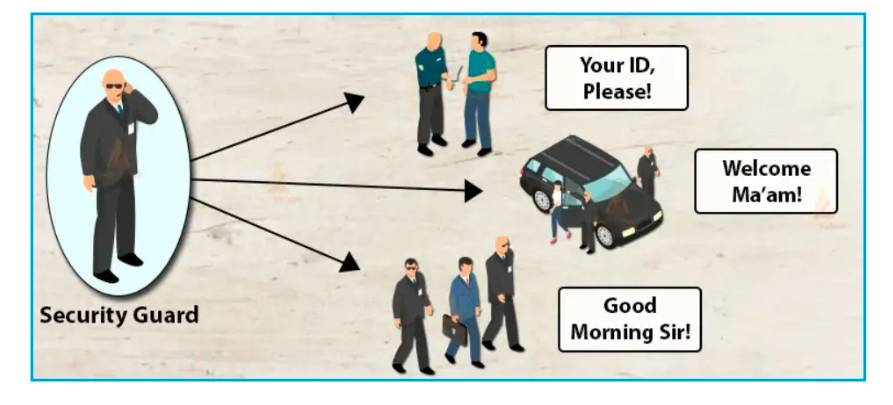 Your ID,
Please!
Welcome
Ma'am!
Security Guard
Good
Morning Sir!